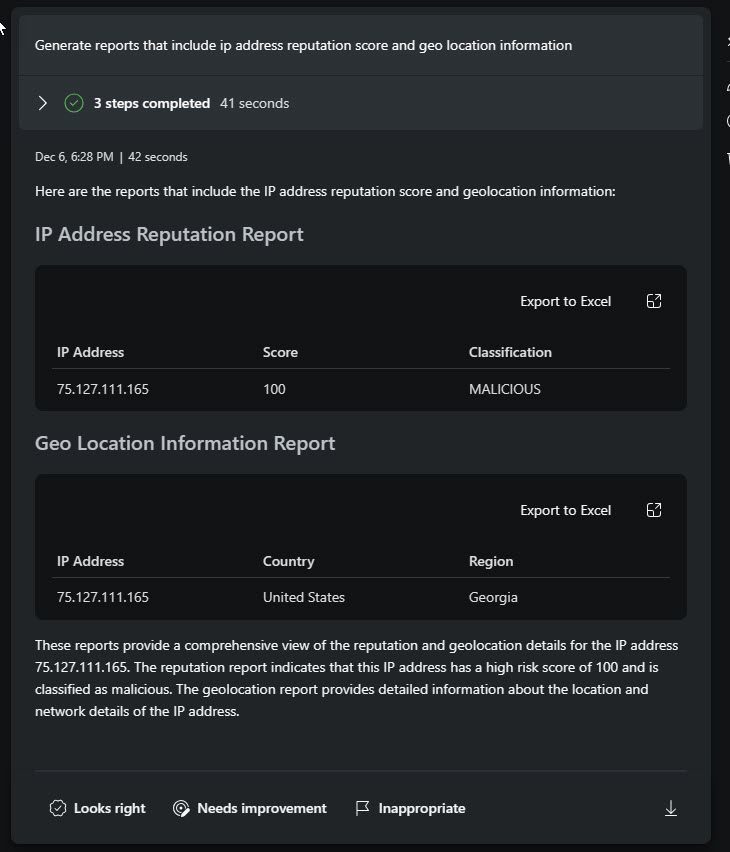 Generate reports that include ip address reputation score and geo location information
3 steps completed 41 seconds
Dec 6, 6:28 PM | 42 seconds
Here are the reports that include the IP address reputation score and geolocation information:
IP Address Reputation Report
Export to Excel
IP Address Score Classification
75.127.111.165 100 MALICIOUS
Geo Location Information Report
Export to Excel
IP Address Country Region
75.127.111.165 United States Georgia
These reports provide a comprehensive view of the reputation and geolocation details for the IP address
75.127.111.165. The reputation report indicates that this IP address has a high risk score of 100 and is
classified as malicious. The geolocation report provides detailed information about the location and
network details of the IP address.
Looks right Needs improvement Inappropriate